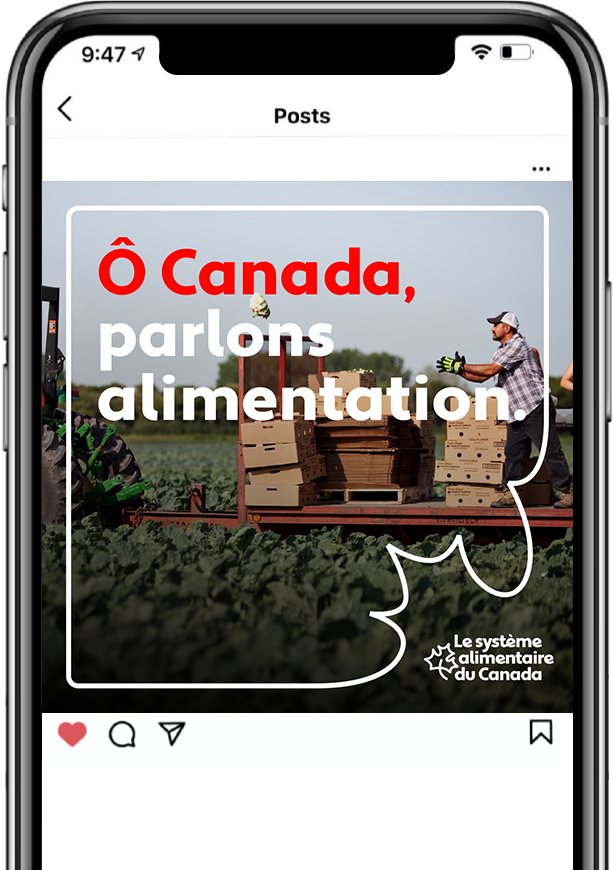 9:47
Posts
Ô Canada,
parlons
alimentation.
Le système
alimentaire
du Canada